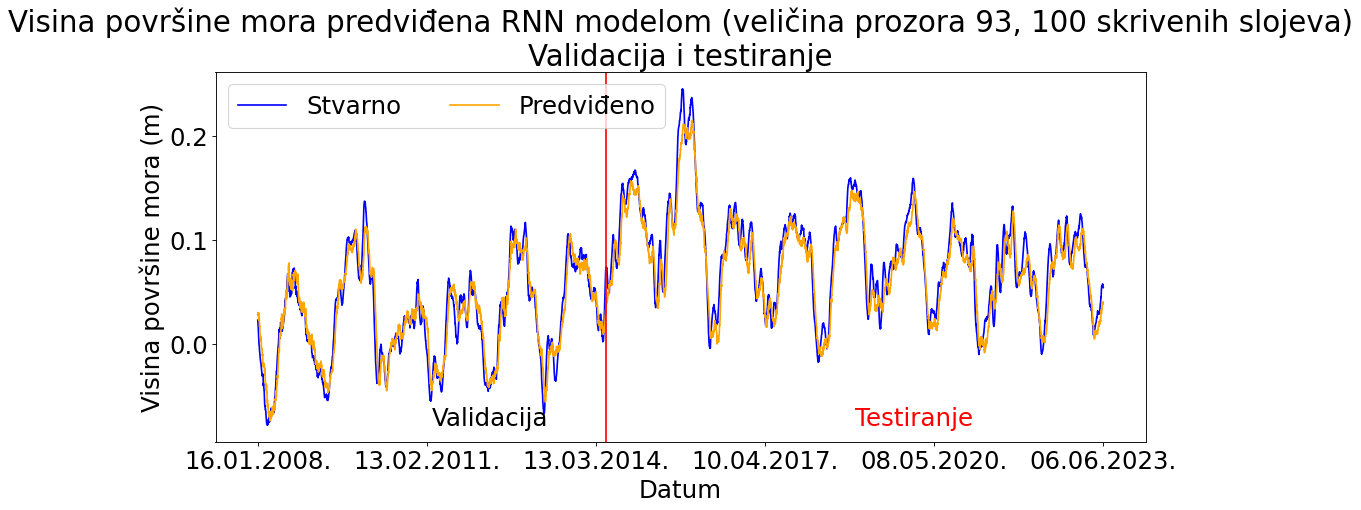 Visina površine mora predviđena RNN modelom (veličina prozora 93, 100 skrivenih slojeva)
Validacija i testiranje
Stvarno
Predviđeno
Visina površine mora (m)
0.2
0.1
0.0
Validacija
Testiranje
16.01.2008.
13.02.2011.
13.03.2014.
10.04.2017.
08.05.2020.
06.06.2023.
Datum